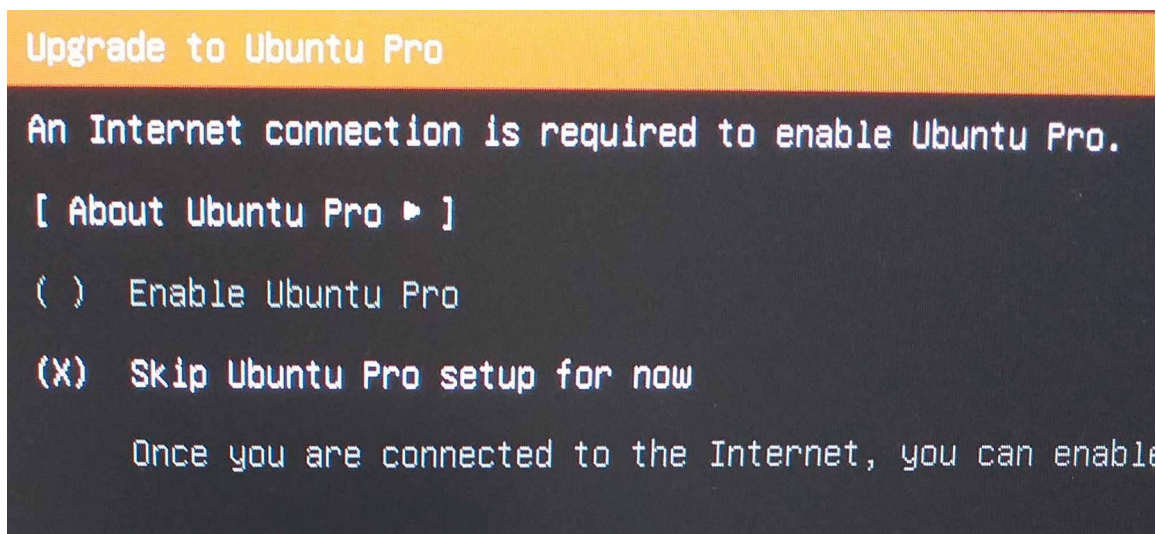 Upgrade to Ubuntu Pro
An Internet connection is required to enable Ubuntu Pro.
[ About Ubuntu Pro ▸ ]
( ) Enable Ubuntu Pro
(X) Skip Ubuntu Pro setup for now
Once you are connected to the Internet, you can enable